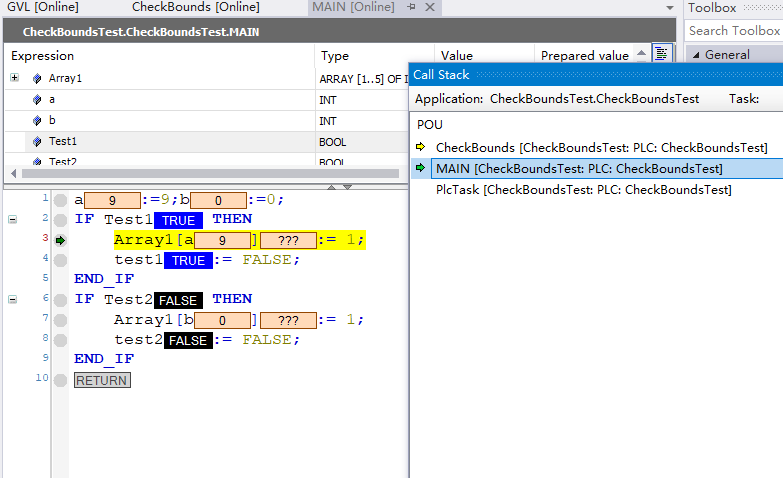 GVL [Online] CheckBounds [Online] MAIN [Online] Toolbox
CheckBoundsTest.CheckBoundsTest.MAIN
Search Toolbox
Expression Type Value Prepared value
General
Array1 ARRAY [1..5] OF I
a INT
b INT
Test1 BOOL
Test2 BOOL
Call Stack
Application: CheckBoundsTest.CheckBoundsTest Task:
POU
CheckBounds [CheckBoundsTest: PLC: CheckBoundsTest]
MAIN [CheckBoundsTest: PLC: CheckBoundsTest]
PlcTask [CheckBoundsTest: PLC: CheckBoundsTest]
1 a 9 :=9;b 0 :=0;
2 IF Test1 TRUE THEN
3 Array1[a 9 ] ??? := 1;
4 test1 TRUE := FALSE;
5 END_IF
6 IF Test2 FALSE THEN
7 Array1[b 0 ] ??? := 1;
8 test2 FALSE := FALSE;
9 END_IF
10 RETURN